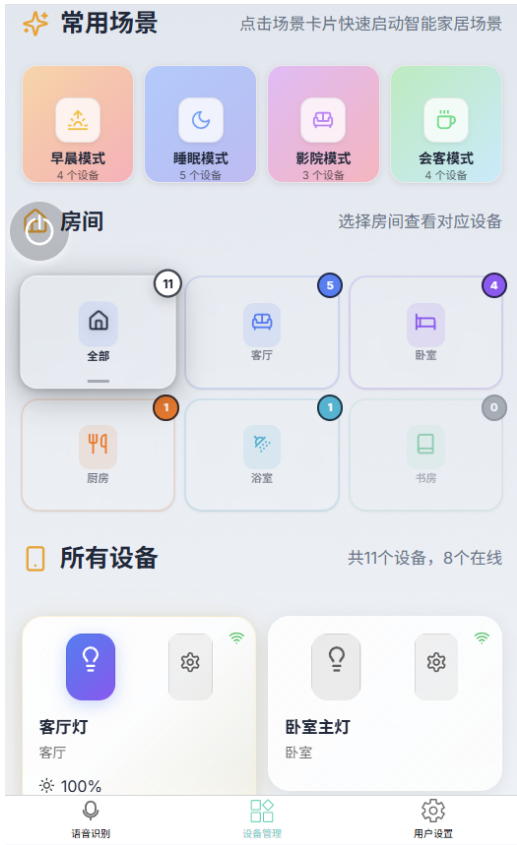 常用场景
点击场景卡片快速启动智能家居场景
早晨模式
4 个设备
睡眠模式
5 个设备
影院模式
3 个设备
会客模式
4 个设备
房间
选择房间查看对应设备
11
全部
5
客厅
4
卧室
1
厨房
1
浴室
0
书房
所有设备
共11个设备，8个在线
客厅灯
客厅
100%
卧室主灯
卧室
语音识别
设备管理
用户设置